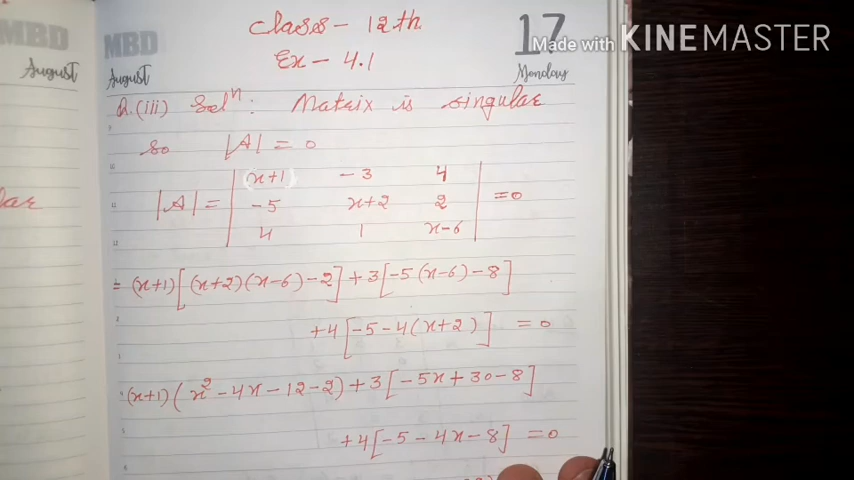 MBD
August
MBD
August
Class - 12th
Ex - 4.1
17
Monday
Made with KINEMASTER
Q.(iii) Solⁿ: Matrix is singular
So |A| = 0
|A| = | x+1 -3 4 |
| -5 x+2 2 | = 0
| 4 1 x-6 |
= (x+1)[(x+2)(x-6)-2] + 3[-5(x-6)-8]
+4[-5-4(x+2)] = 0
(x+1)(x²-4x-12-2) + 3[-5x+30-8]
+4[-5-4x-8] = 0